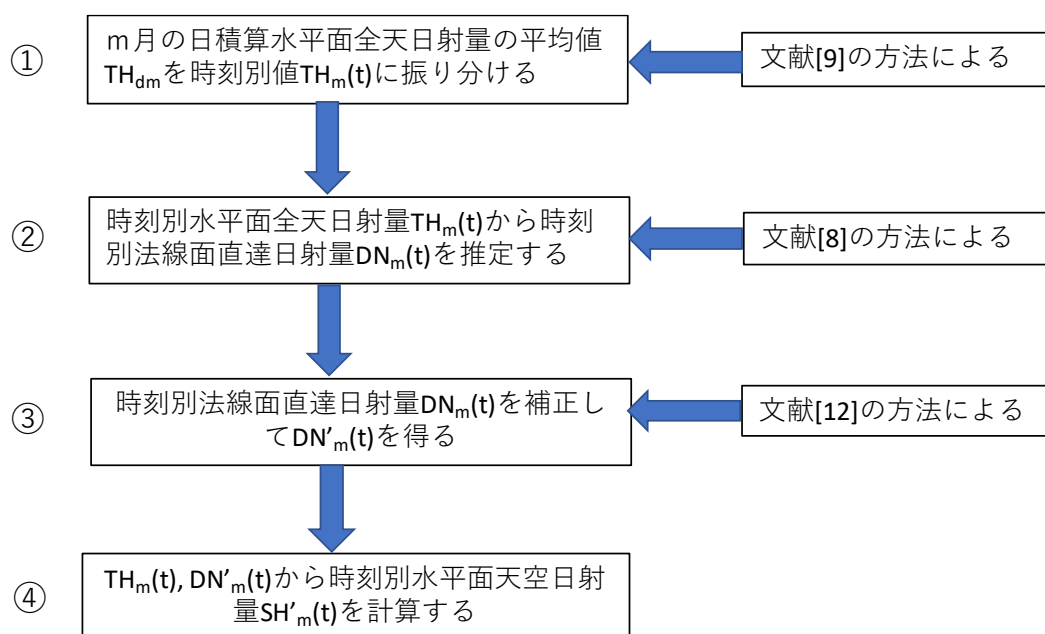 ①
m月の日積算水平面全天日射量の平均値
THdmを時刻別値THm(t)に振り分ける
文献[9]の方法による
②
時刻別水平面全天日射量THm(t)から時刻
別法線面直達日射量DNm(t)を推定する
文献[8]の方法による
③
時刻別法線面直達日射量DNm(t)を補正し
てDN’m(t)を得る
文献[12]の方法による
④
THm(t), DN’m(t)から時刻別水平面天空日射
量SH’m(t)を計算する